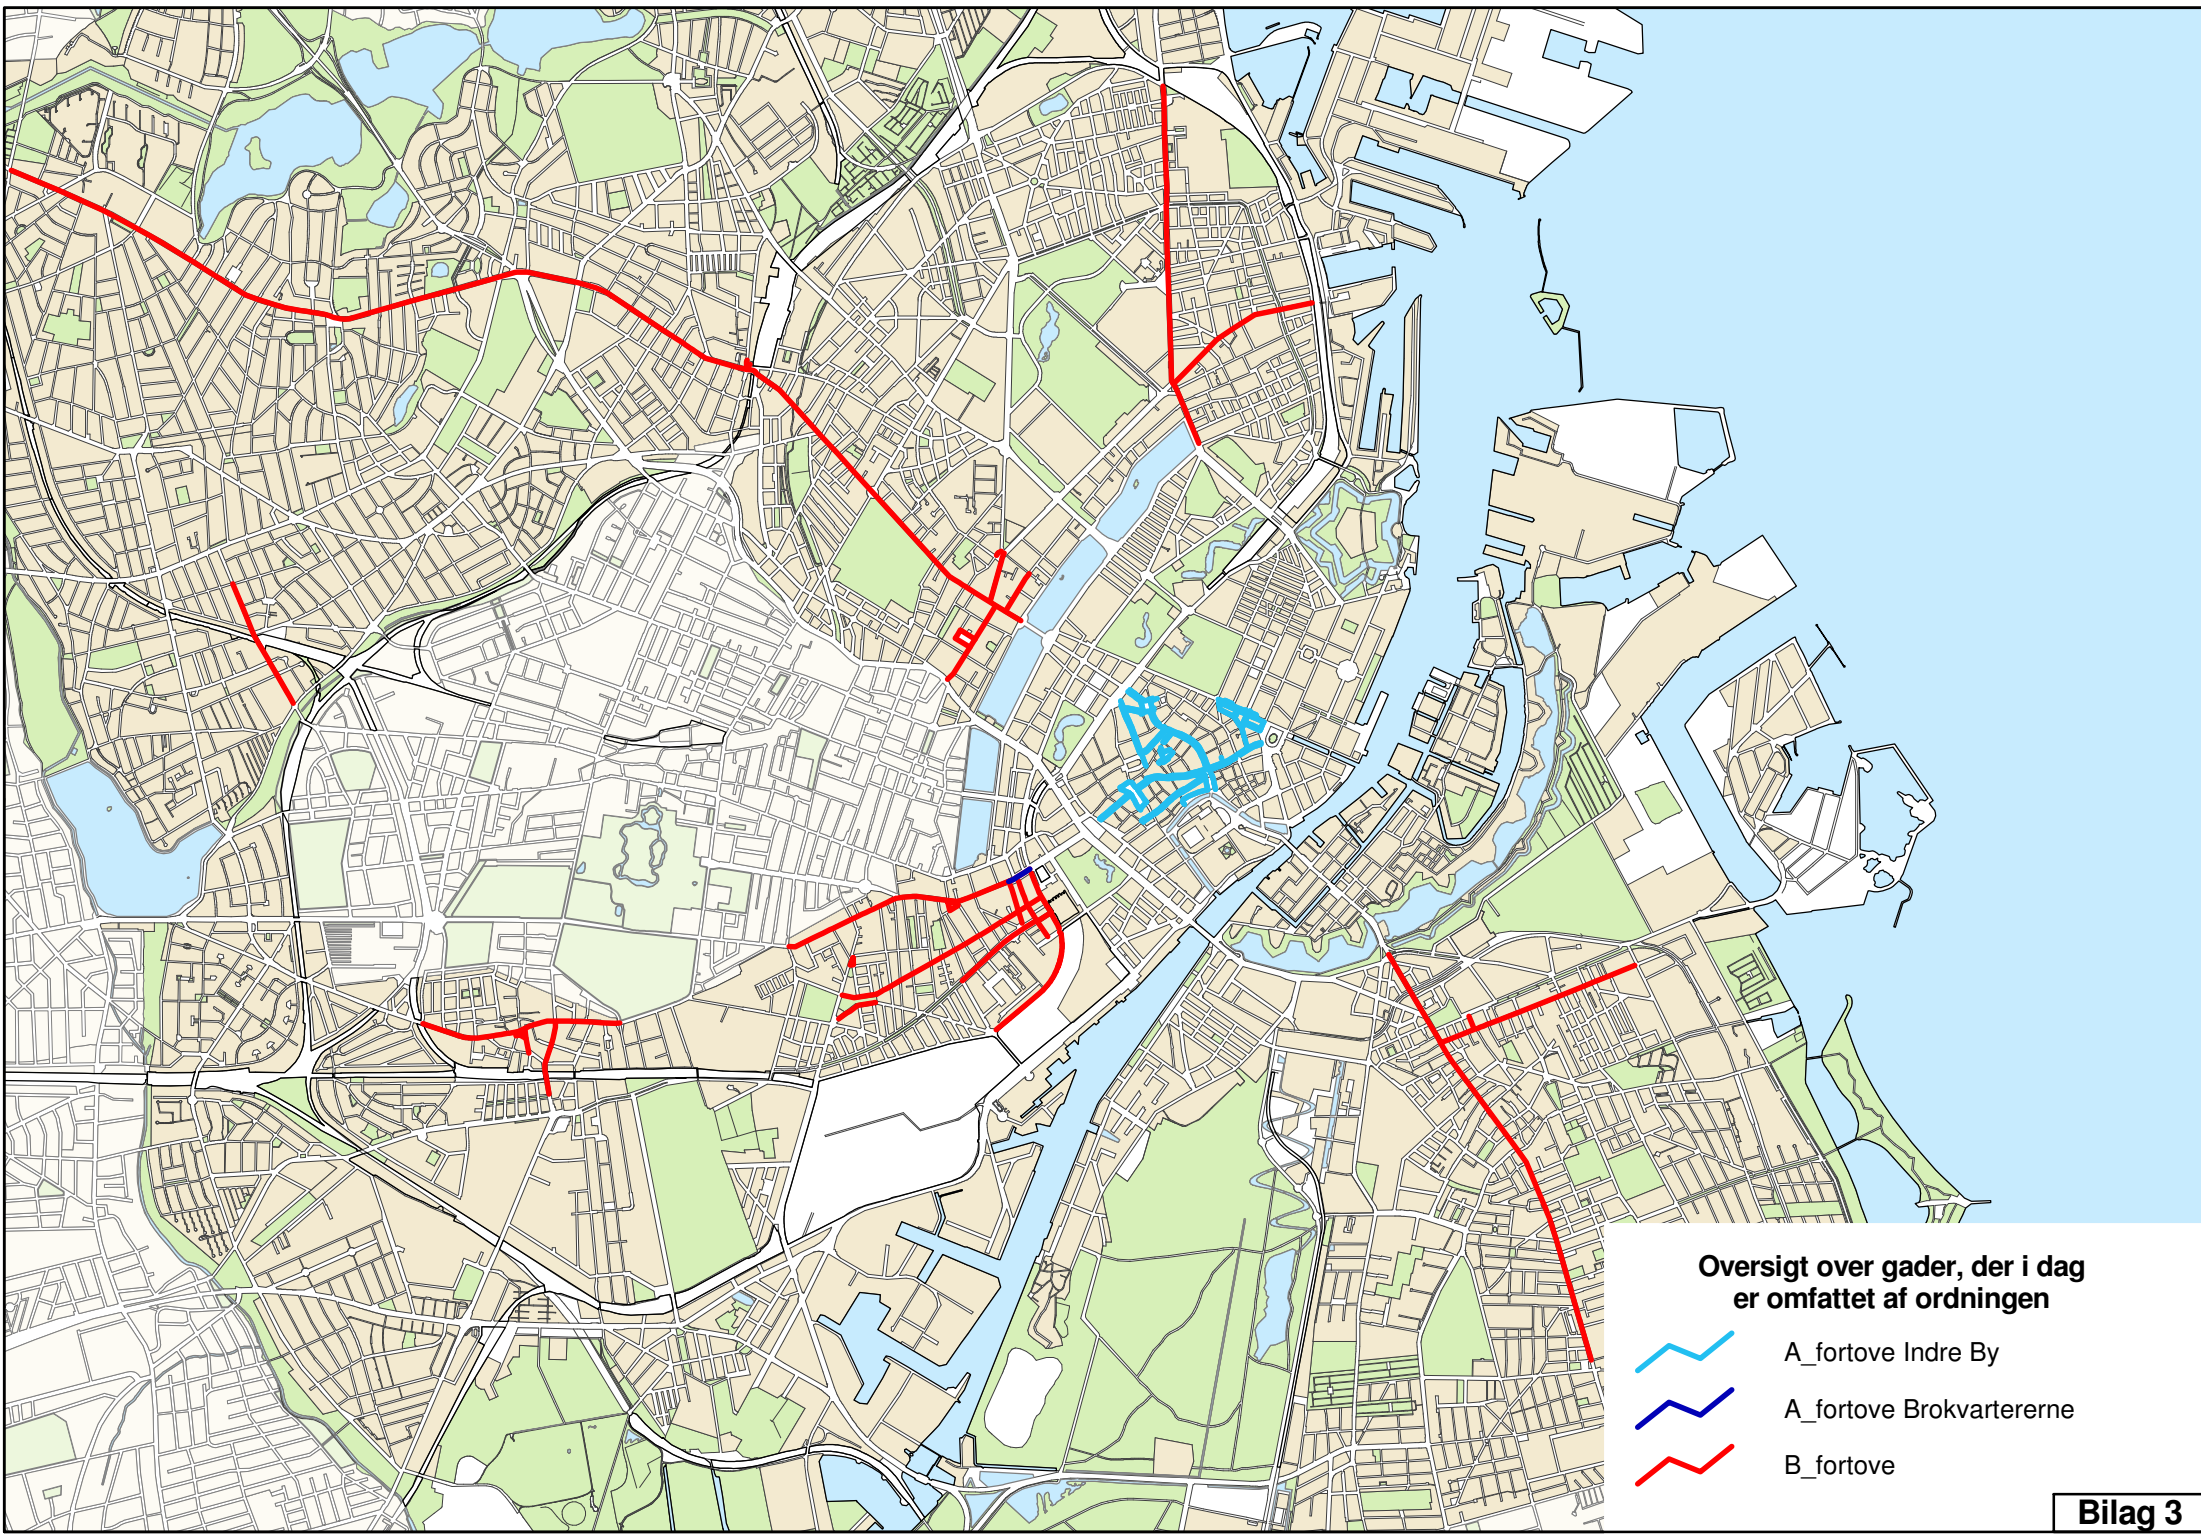 Oversigt over gader, der i dag
er omfattet af ordningen
A_fortove Indre By
A_fortove Brokvartererne
B_fortove
Bilag 3